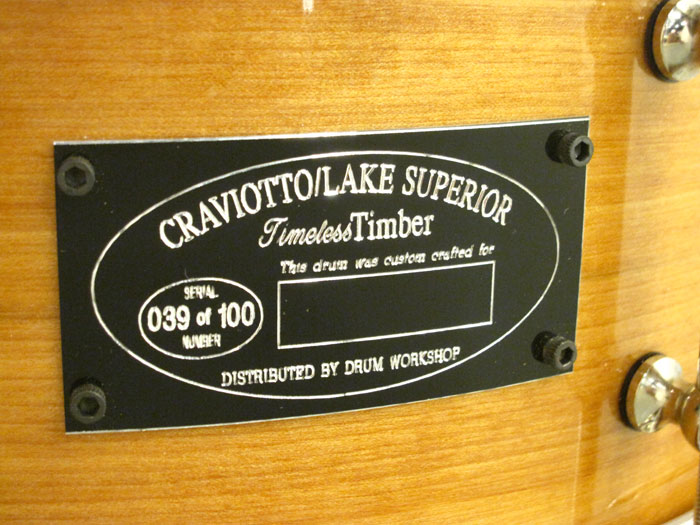 CRAVIOTTO/LAKE SUPERIOR
TimelessTimber
This drum was custom crafted for
SERIAL
039 of 100
NUMBER
DISTRIBUTED BY DRUM WORKSHOP